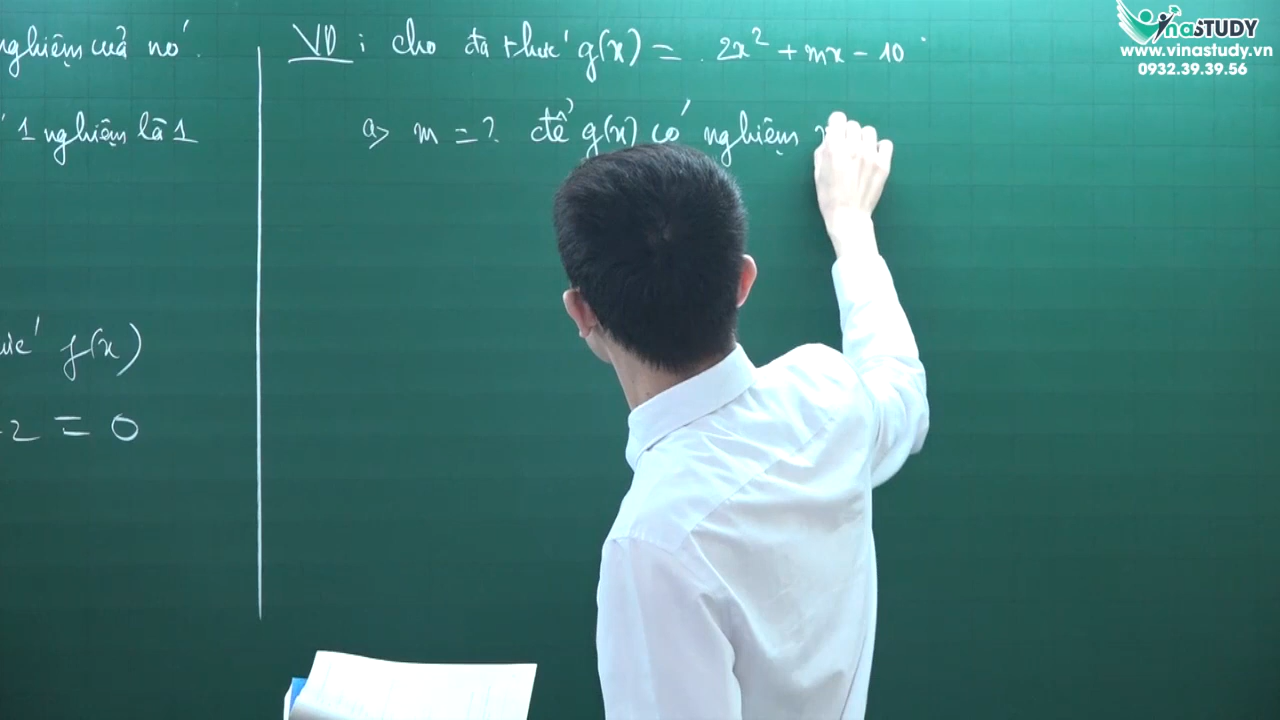 nghiệm của nó.
1 nghiệm là 1
f(x)
2 = 0
VD: cho đa thức g(x) = 2x² + mx - 10
a> m = ? để g(x) có nghiệm x
VinaSTUDY
www.vinastudy.vn
0932.39.39.56